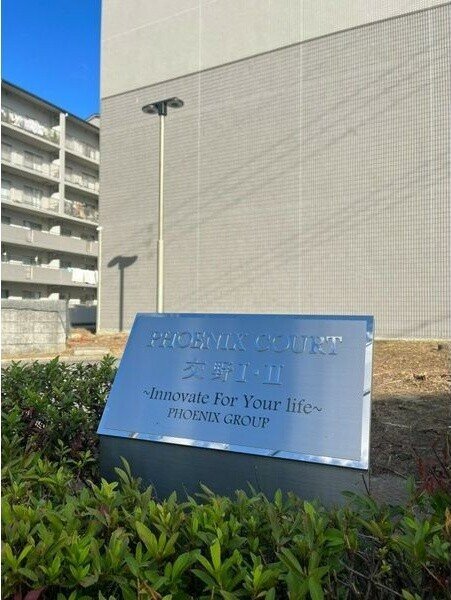 PHOENIX COURT
交野I・II
~Innovate For Your life~
PHOENIX GROUP